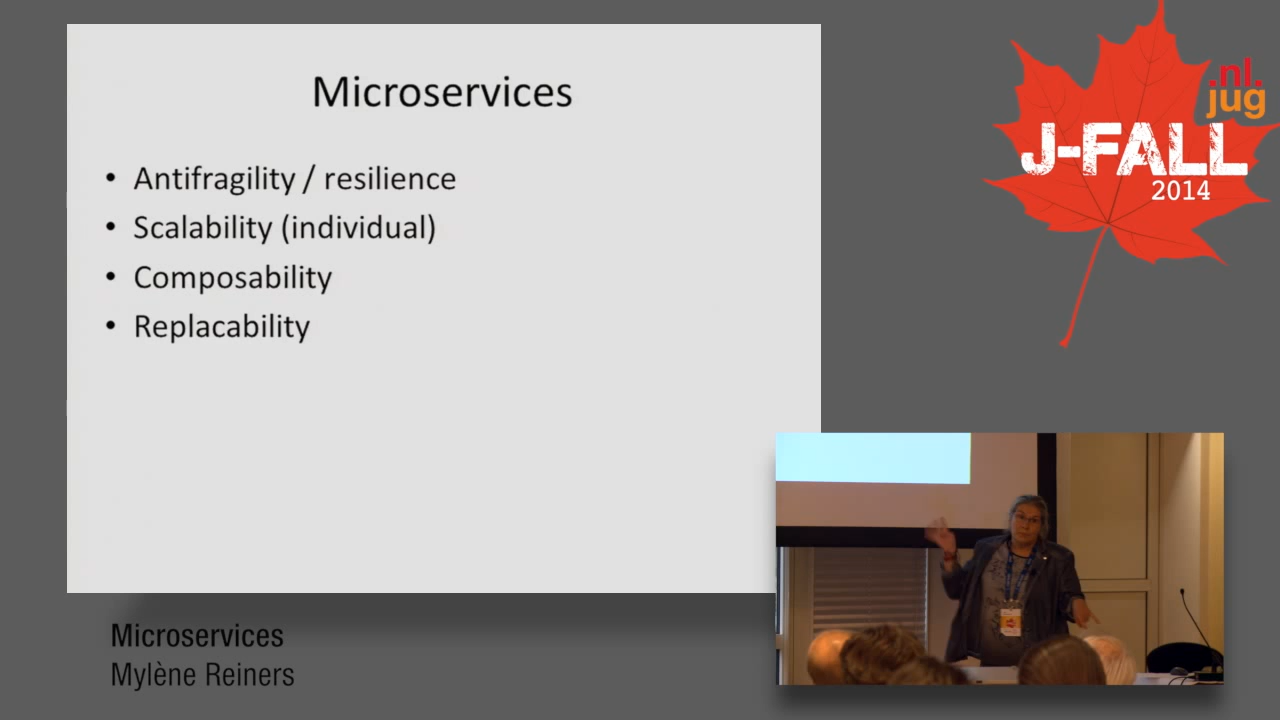 Microservices
• Antifragility / resilience
• Scalability (individual)
• Composability
• Replacability
.nl.
jug
J-FALL
2014
Microservices
Mylène Reiners